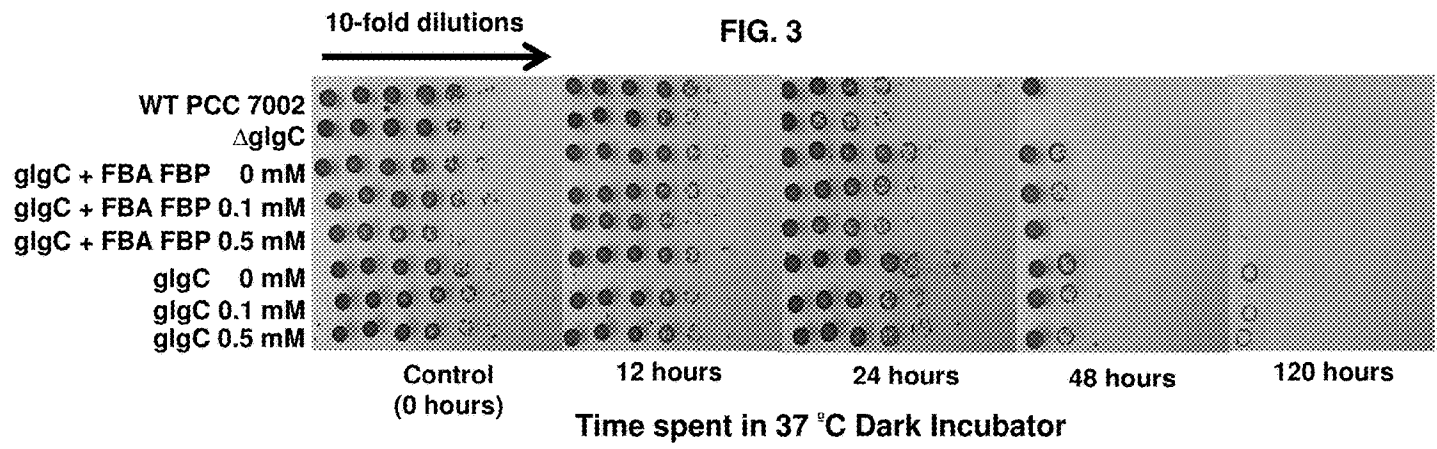 10-fold dilutions
FIG. 3
WT PCC 7002
ΔglgC
glgC + FBA FBP 0 mM
glgC + FBA FBP 0.1 mM
glgC + FBA FBP 0.5 mM
glgC 0 mM
glgC 0.1 mM
glgC 0.5 mM
Control
(0 hours)
12 hours
24 hours
48 hours
120 hours
Time spent in 37 °C Dark Incubator